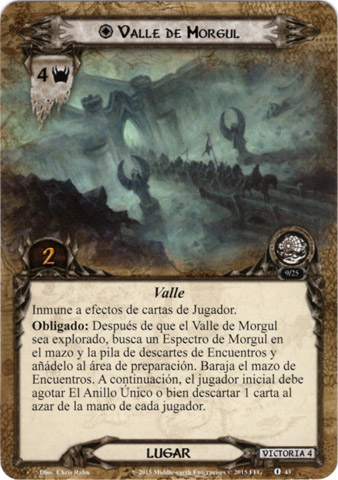 Valle de Morgul
4
2
9/25
Valle
Inmune a efectos de cartas de Jugador.
Obligado: Después de que el Valle de Morgul
sea explorado, busca un Espectro de Morgul en
el mazo y la pila de descartes de Encuentros y
añádelo al área de preparación. Baraja el mazo de
Encuentros. A continuación, el jugador inicial debe
agotar El Anillo Único o bien descartar 1 carta al
azar de la mano de cada jugador.
LUGAR
VICTORIA 4
Ilus. Chris Rahn
© 2015 Middle-earth Enterprises © 2015 FFG
43